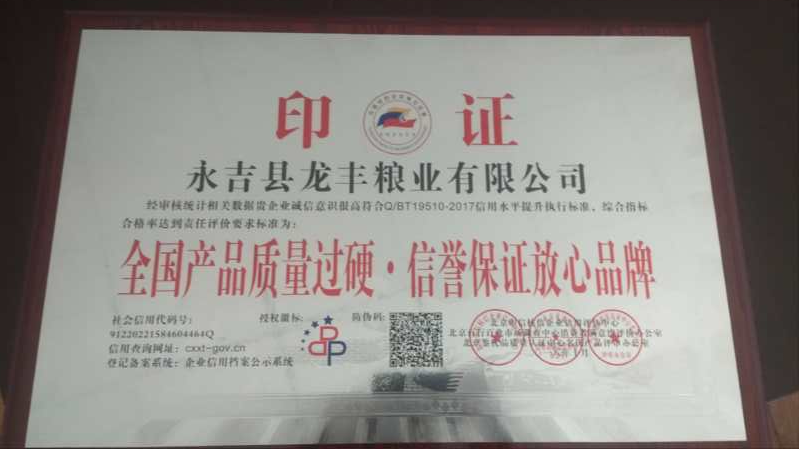 印 证
永吉县龙丰粮业有限公司
经审核统计相关数据贵企业诚信意识很高符合Q/BT19510-2017信用水平提升执行标准、综合指标
合格率达到责任评价要求标准为:
全国产品质量过硬·信誉保证放心品牌
社会信用代码号: 授权徽标: 防伪码:
91220221584604464Q
信用查询网址: cxxt-gov.cn
登记备案系统: 企业信用档案公示系统